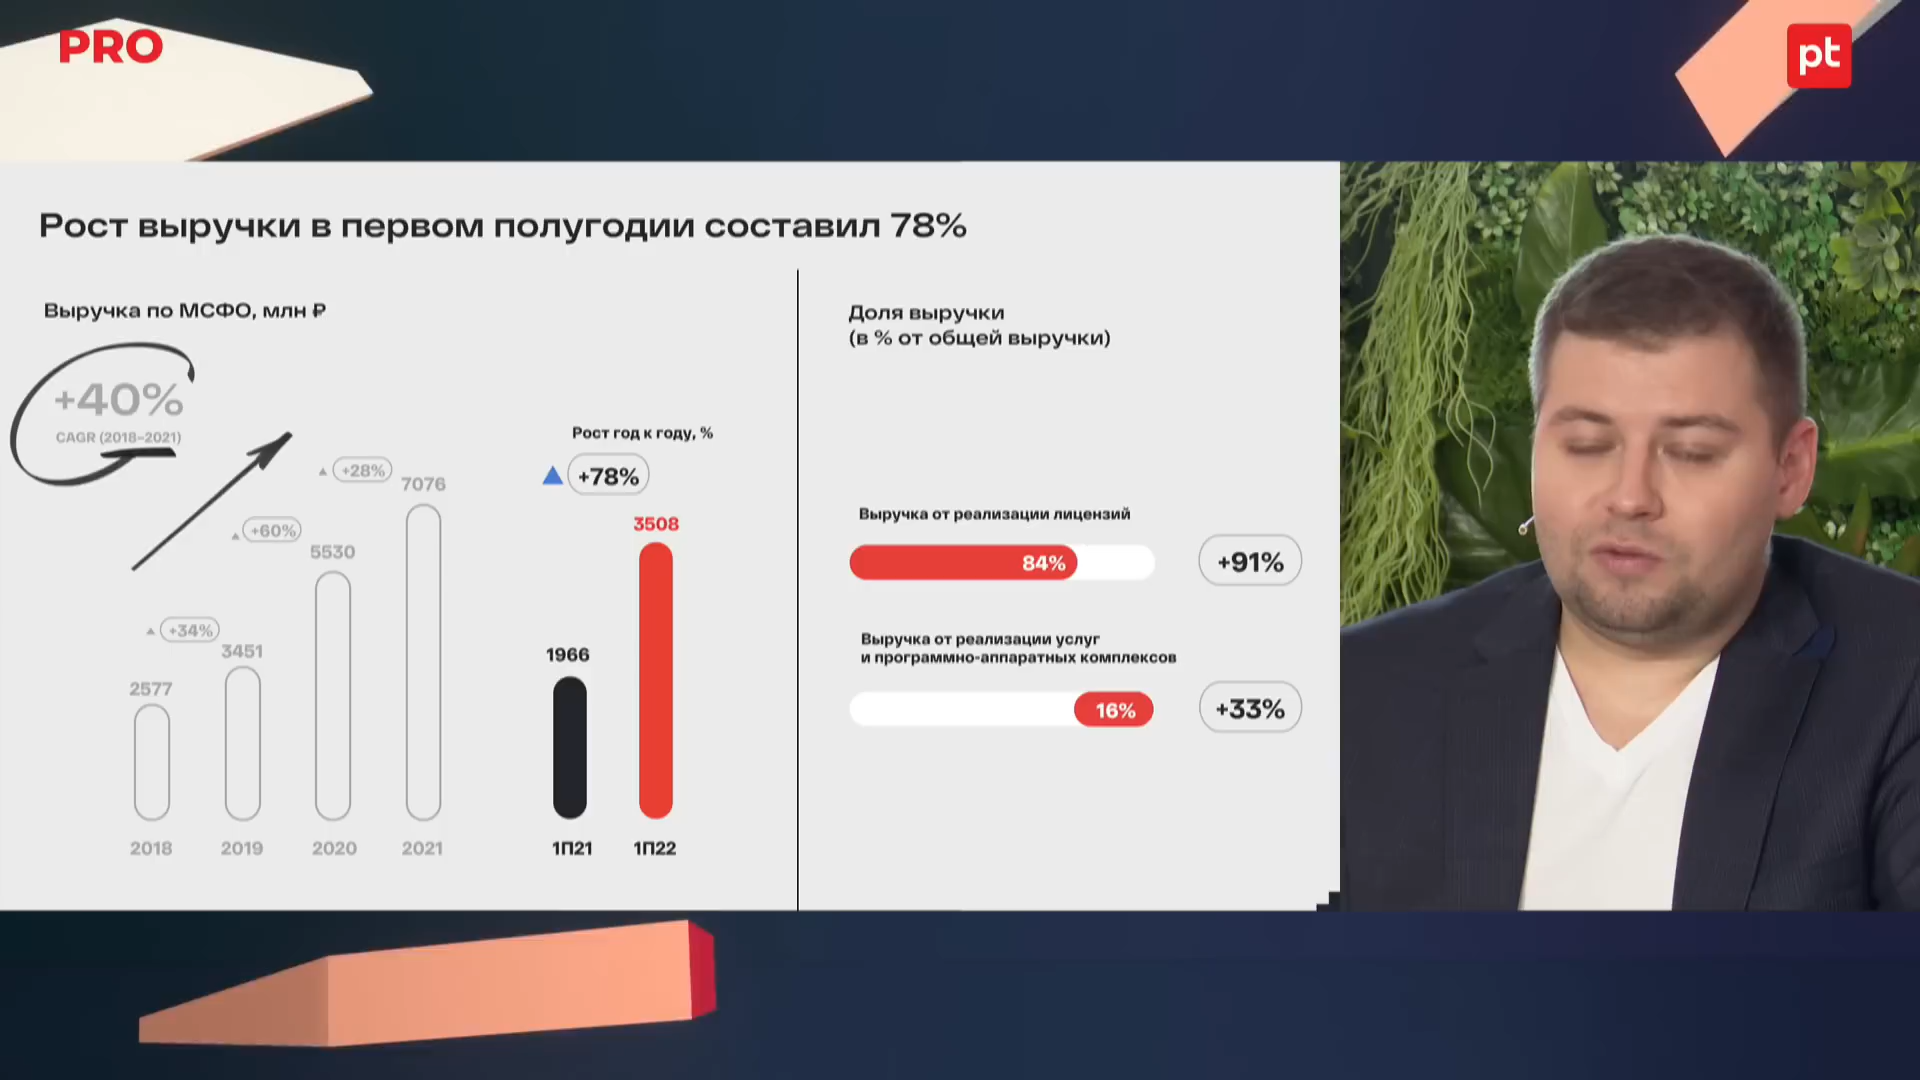 PRO
pt
Рост выручки в первом полугодии составил 78%
Выручка по МСФО, млн ₽
+40%
CAGR (2018–2021)
+34%
+60%
+28%
2577
3451
5530
7076
2018
2019
2020
2021
Рост год к году, %
+78%
1966
3508
1П21
1П22
Доля выручки
(в % от общей выручки)
Выручка от реализации лицензий
84%
+91%
Выручка от реализации услуг
и программно-аппаратных комплексов
16%
+33%